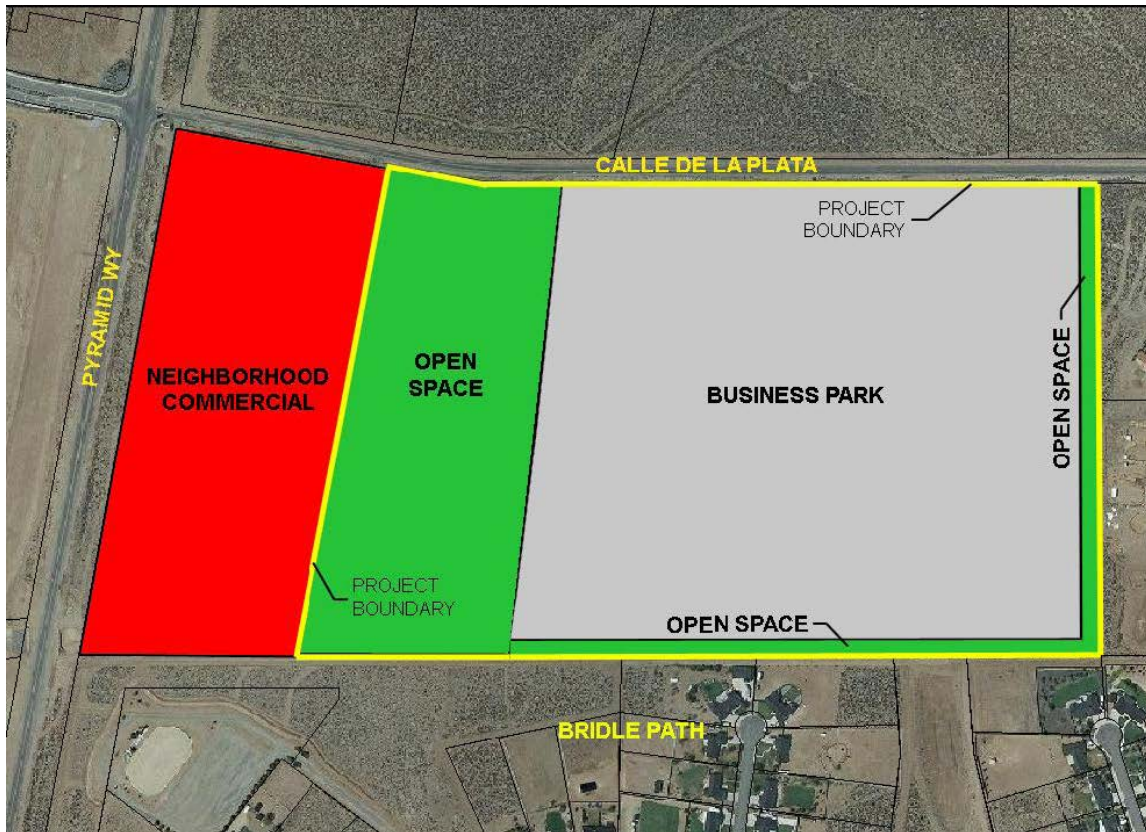 CALLE DE LA PLATA
PROJECT
BOUNDARY
PYRAMID WY
NEIGHBORHOOD
COMMERCIAL
OPEN
SPACE
BUSINESS PARK
OPEN SPACE
PROJECT
BOUNDARY
OPEN SPACE
BRIDLE PATH